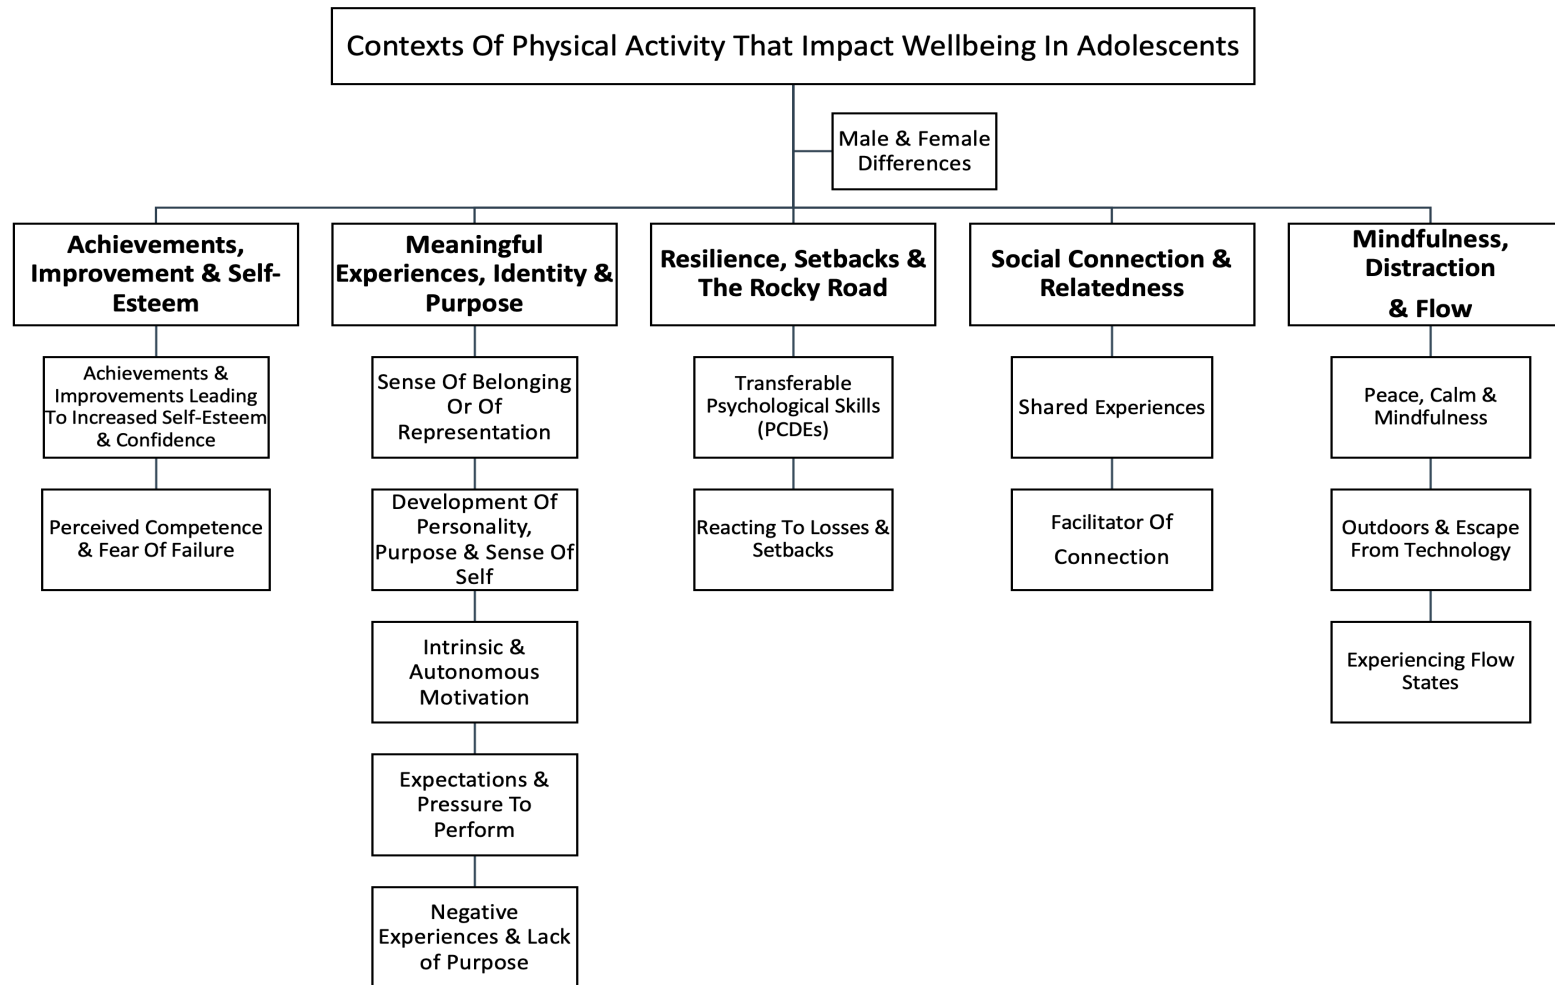 Contexts Of Physical Activity That Impact Wellbeing In Adolescents
Male & Female
Differences
Achievements,
Improvement & Self-
Esteem
Achievements &
Improvements Leading
To Increased Self-Esteem
& Confidence
Perceived Competence
& Fear Of Failure
Meaningful
Experiences, Identity &
Purpose
Sense Of Belonging
Or Of
Representation
Development Of
Personality,
Purpose & Sense Of
Self
Intrinsic &
Autonomous
Motivation
Expectations &
Pressure To
Perform
Negative
Experiences & Lack
of Purpose
Resilience, Setbacks &
The Rocky Road
Transferable
Psychological Skills
(PCDEs)
Reacting To Losses &
Setbacks
Social Connection &
Relatedness
Shared Experiences
Facilitator Of
Connection
Mindfulness,
Distraction
& Flow
Peace, Calm &
Mindfulness
Outdoors & Escape
From Technology
Experiencing Flow
States